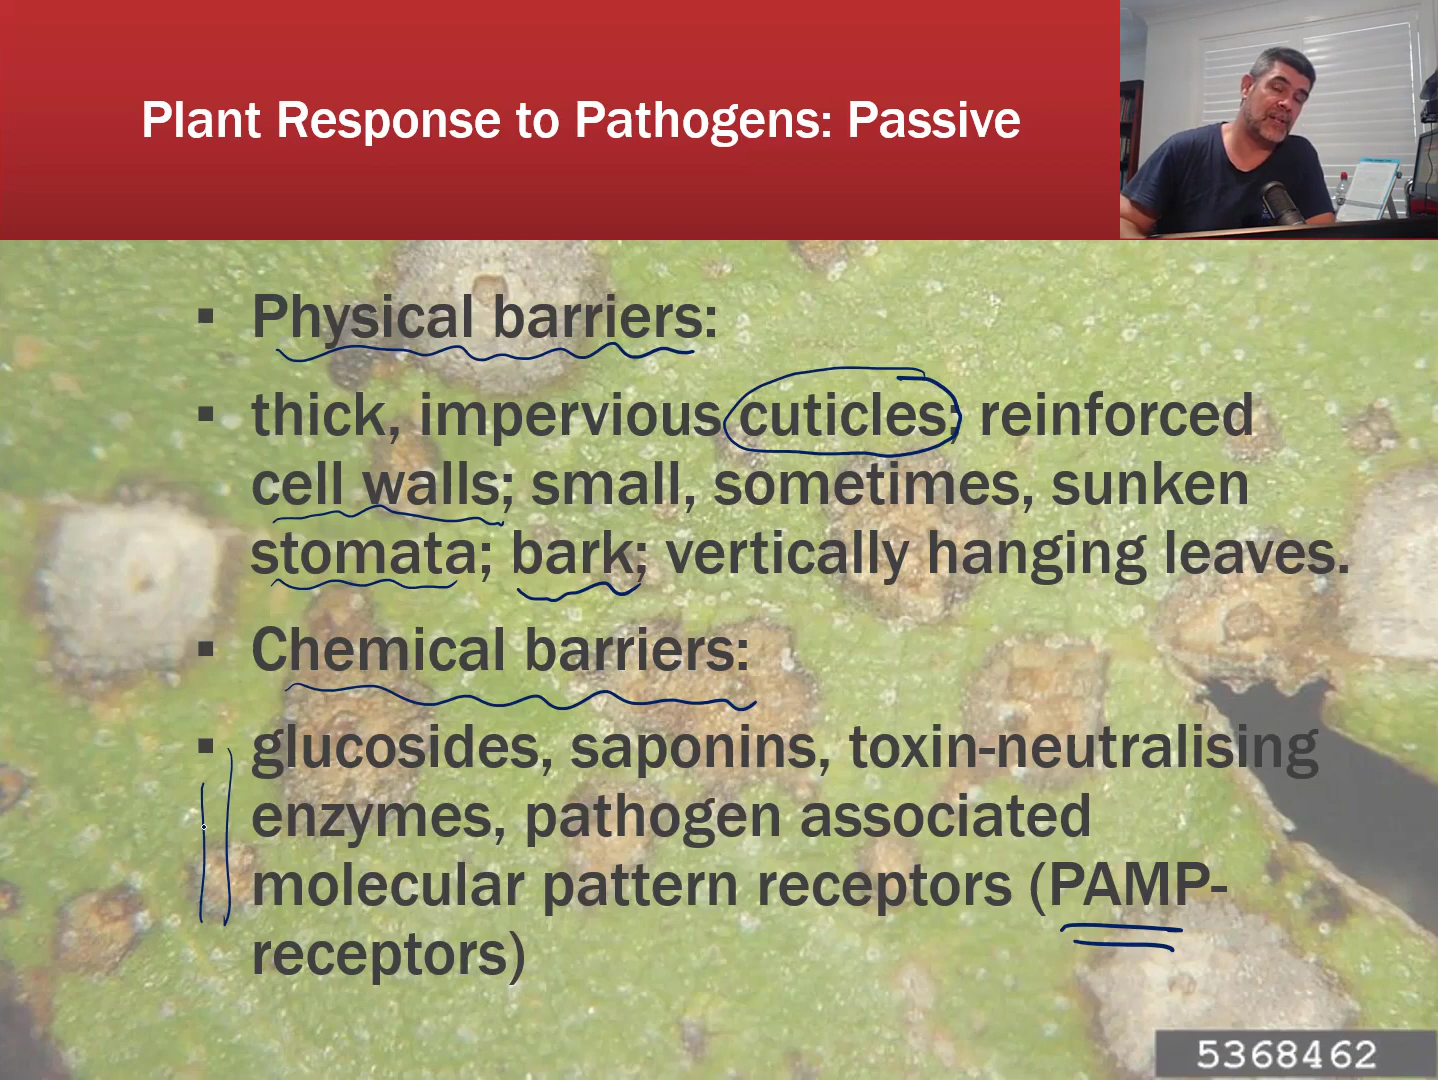 Plant Response to Pathogens: Passive
▪ Physical barriers:
▪ thick, impervious cuticles; reinforced
cell walls; small, sometimes, sunken
stomata; bark; vertically hanging leaves.
▪ Chemical barriers:
▪ glucosides, saponins, toxin-neutralising
enzymes, pathogen associated
molecular pattern receptors (PAMP-
receptors)
5368462